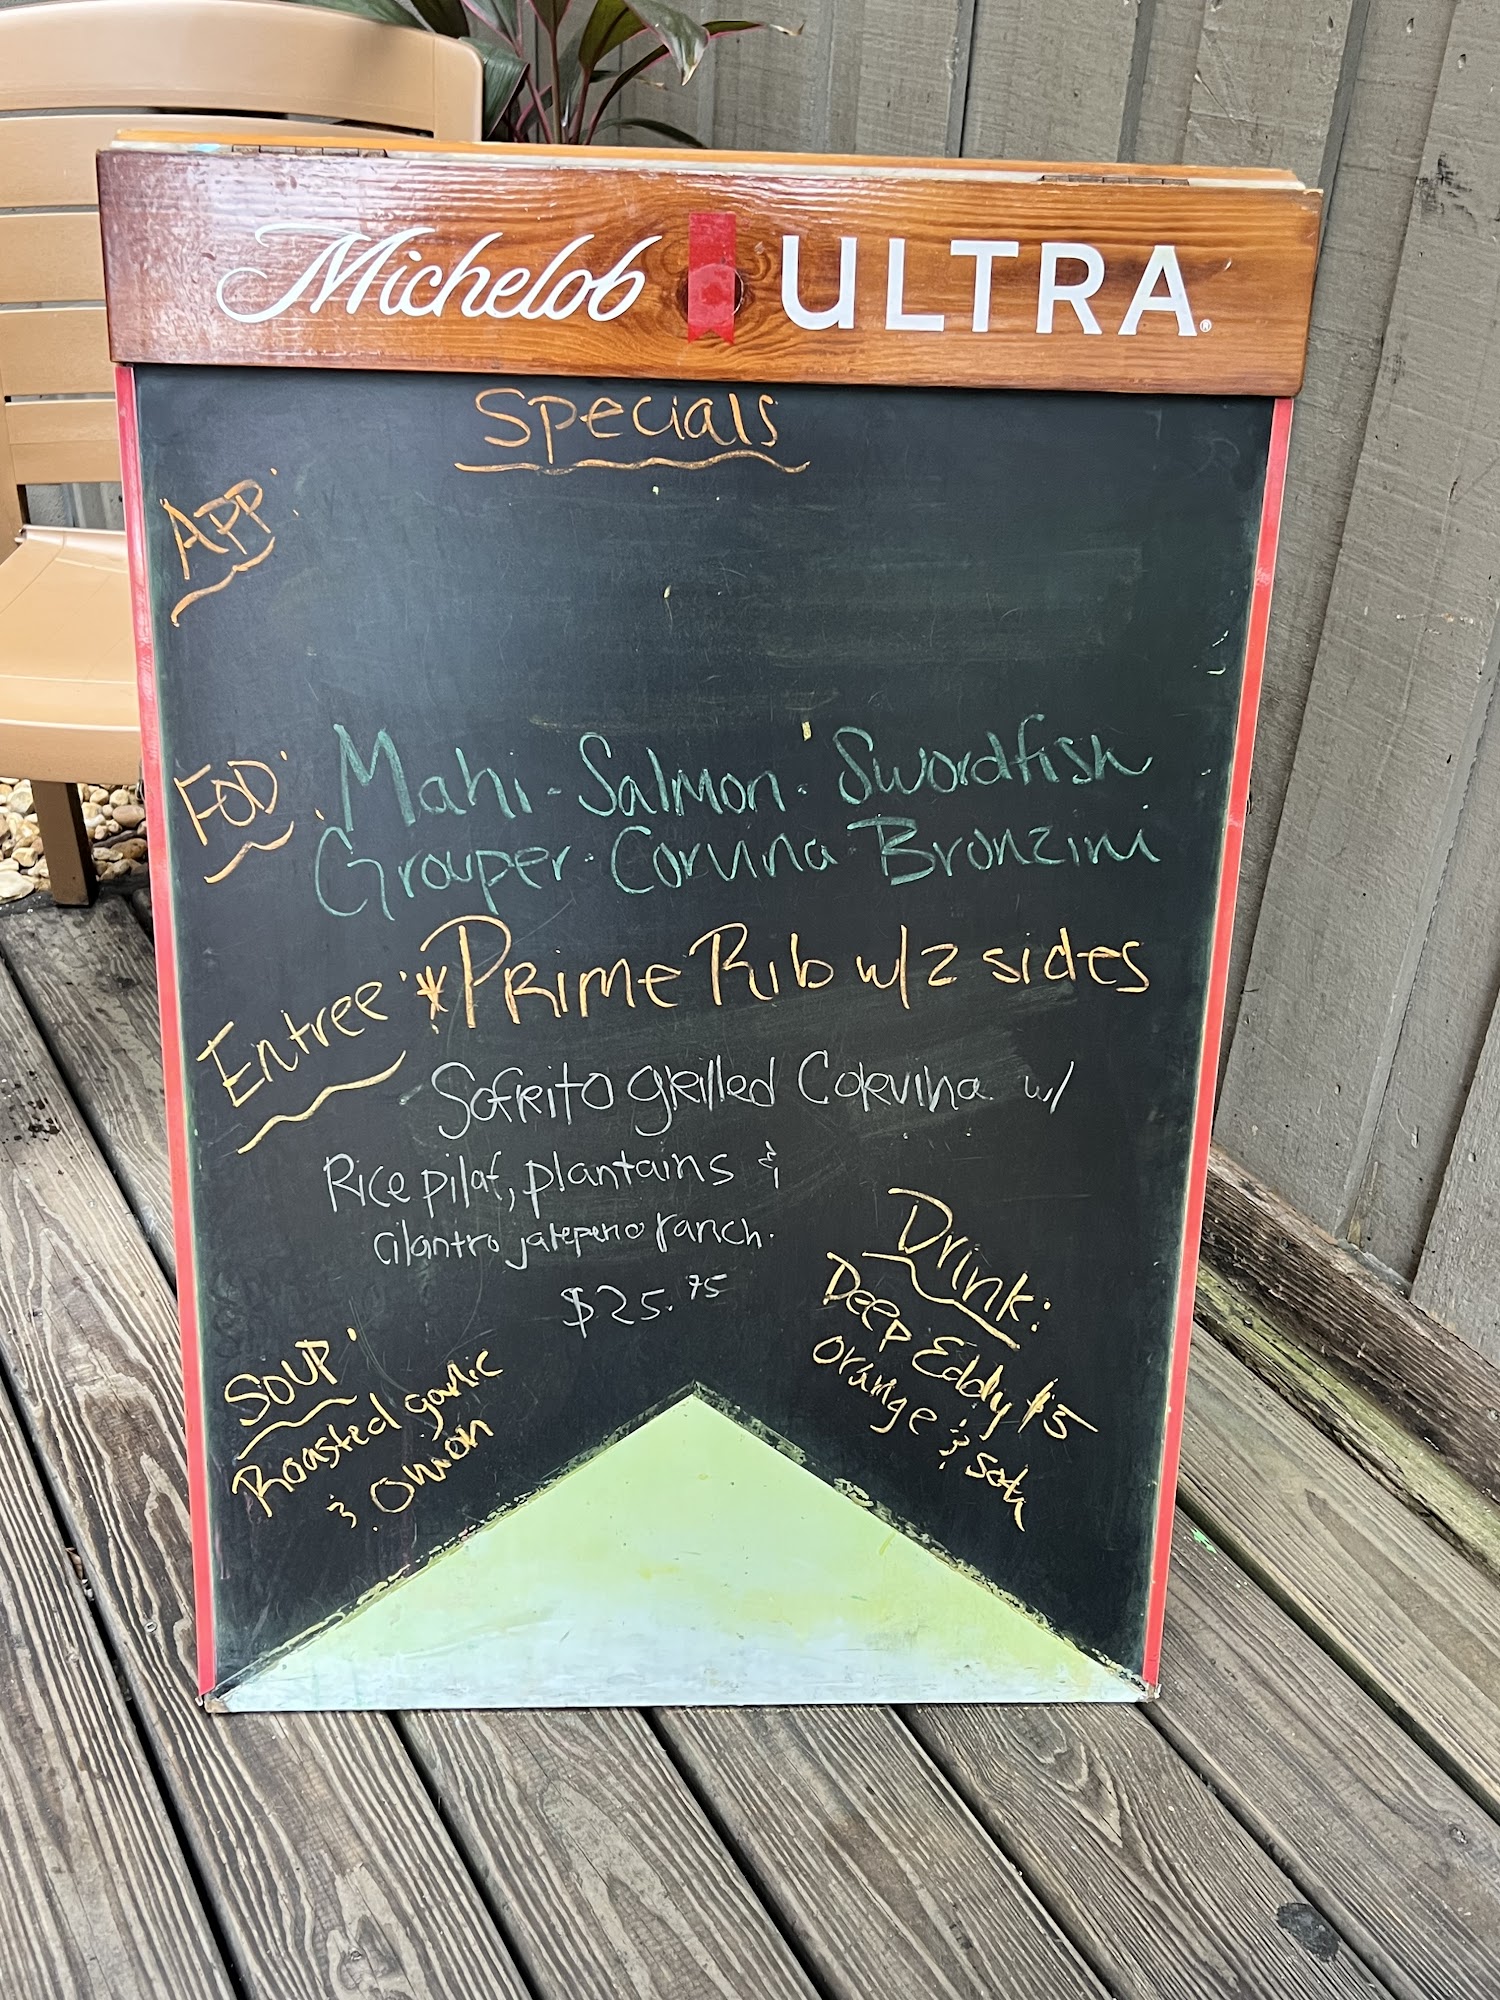 Michelob ULTRA®
Specials
APP:
FOD: Mahi - Salmon - Swordfish
Grouper - Corvina - Bronzini
Entree: *Prime Rib w/ 2 sides
Sofrito grilled Corvina w/
Rice pilaf, plantains &
cilantro jalepeno ranch.
$25.75
Soup:
Roasted garlic
& Onion
Drink:
Deep Eddy $5
orange & soda